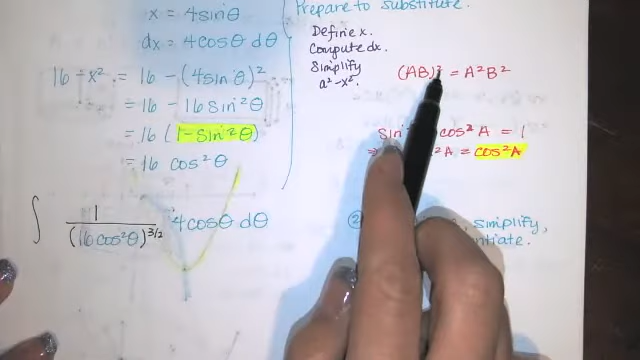 x = 4sinθ
dx = 4cosθ dθ
16 - x² = 16 - (4sinθ)²
= 16 - 16sin²θ
= 16 (1-sin²θ)
= 16 cos²θ
∫ 1/(16cos²θ)^3/2 4cosθ dθ
Prepare to substitute.
Define x.
Compute dx.
Simplify
a² - x².
(AB)² = A²B²
sin cos²A = 1
⇒ ²A = cos²A
② simplify,